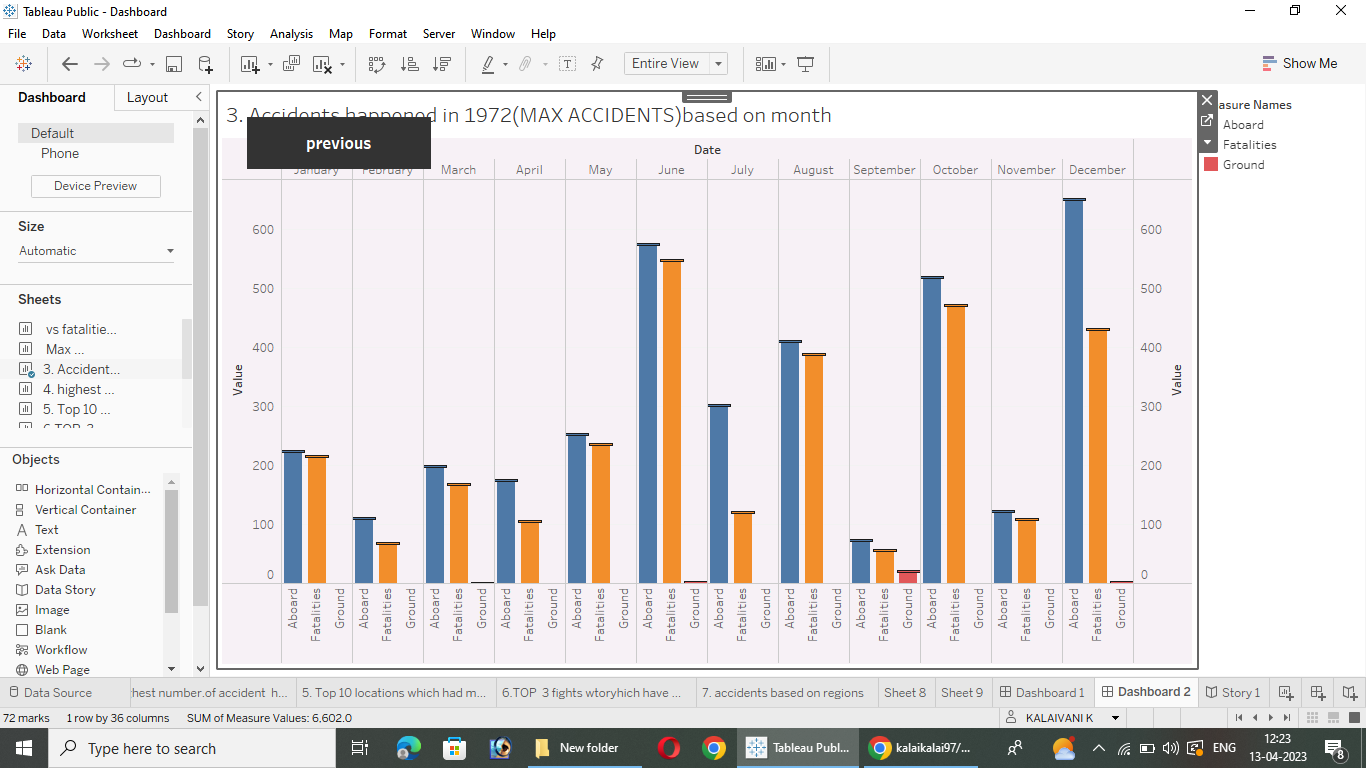 Tableau Public - Dashboard
File Data Worksheet Dashboard Story Analysis Map Format Server Window Help
Entire View
Show Me
Dashboard Layout
Default
Phone
Device Preview
Size
Automatic
Sheets
vs fatalitie...
Max ...
3. Accident...
4. highest ...
5. Top 10 ...
Objects
Horizontal Contain...
Vertical Container
Text
Extension
Ask Data
Data Story
Image
Blank
Workflow
Web Page
3. Accidents happened in 1972(MAX ACCIDENTS)based on month
previous
Date
January February March April May June July August September October November December
600 600
500 500
400 400
300 300
200 200
100 100
0 0
Value Value
Aboard Fatalities Ground Aboard Fatalities Ground Aboard Fatalities Ground Aboard Fatalities Ground Aboard Fatalities Ground Aboard Fatalities Ground Aboard Fatalities Ground Aboard Fatalities Ground Aboard Fatalities Ground Aboard Fatalities Ground Aboard Fatalities Ground Aboard Fatalities Ground
asure Names
Aboard
Fatalities
Ground
Data Source hest number.of accident h... 5. Top 10 locations which had m... 6.TOP 3 fights wtoryhich have ... 7. accidents based on regions Sheet 8 Sheet 9 Dashboard 1 Dashboard 2 Story 1
72 marks 1 row by 36 columns SUM of Measure Values: 6,602.0 KALAIVANI K
Type here to search New folder Tableau Publ... kalaikalai97/... ENG 12:23
13-04-2023 8